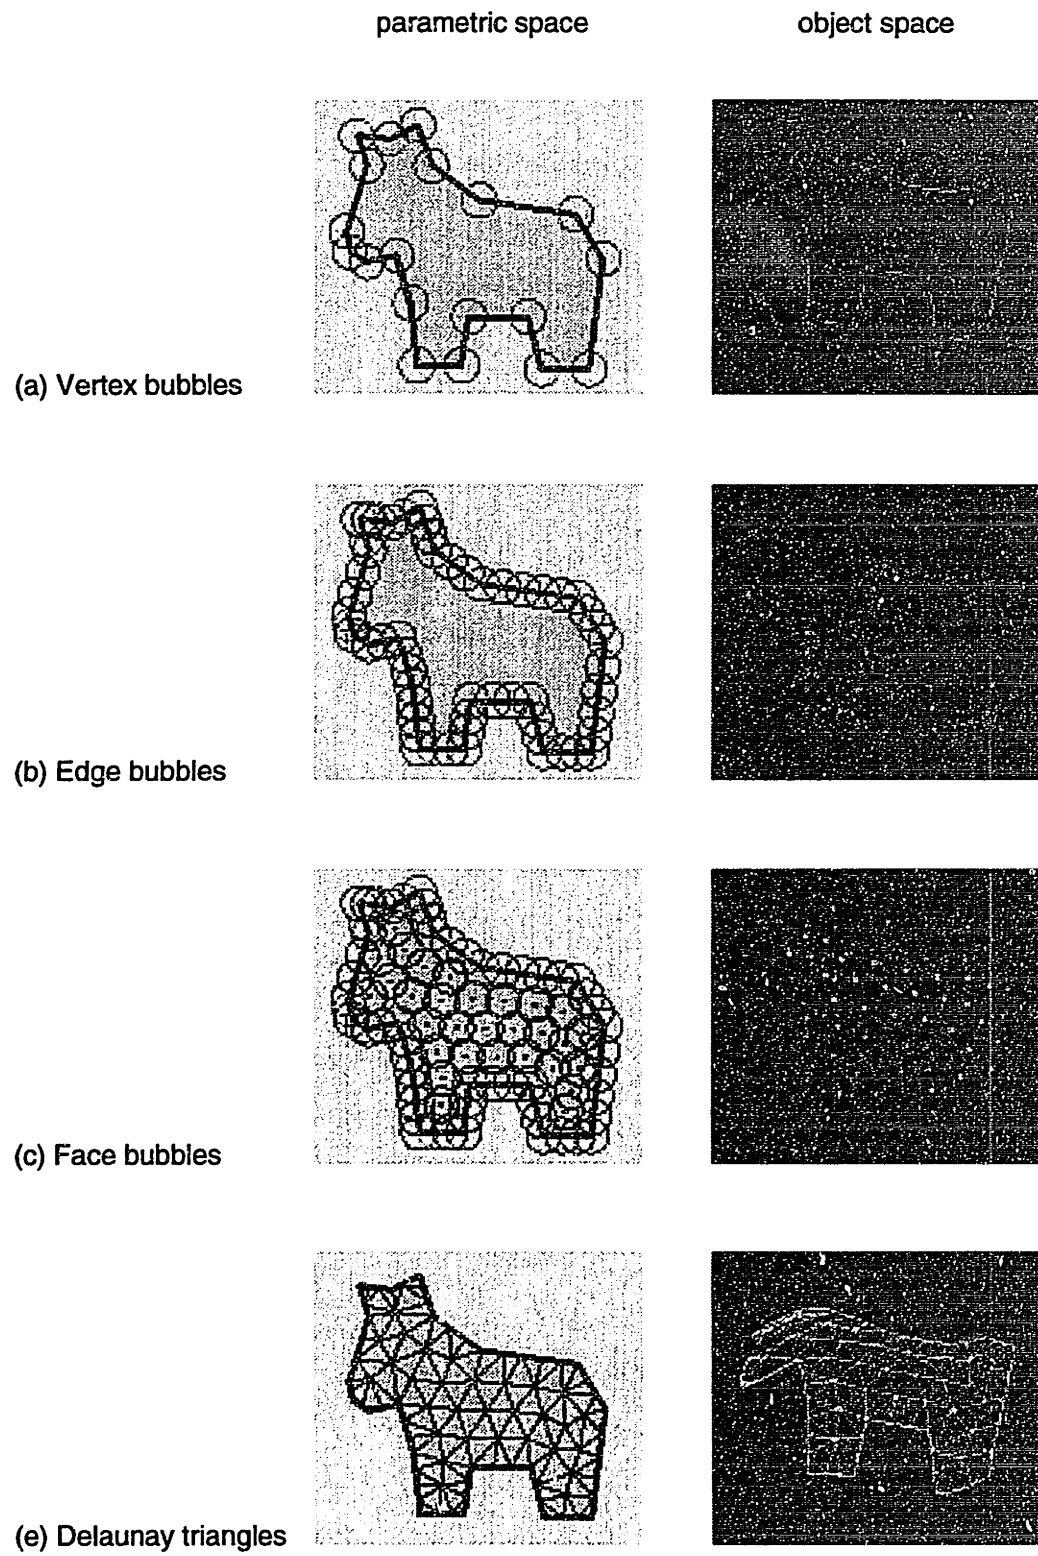 parametric space
object space
(a) Vertex bubbles
(b) Edge bubbles
(c) Face bubbles
(e) Delaunay triangles